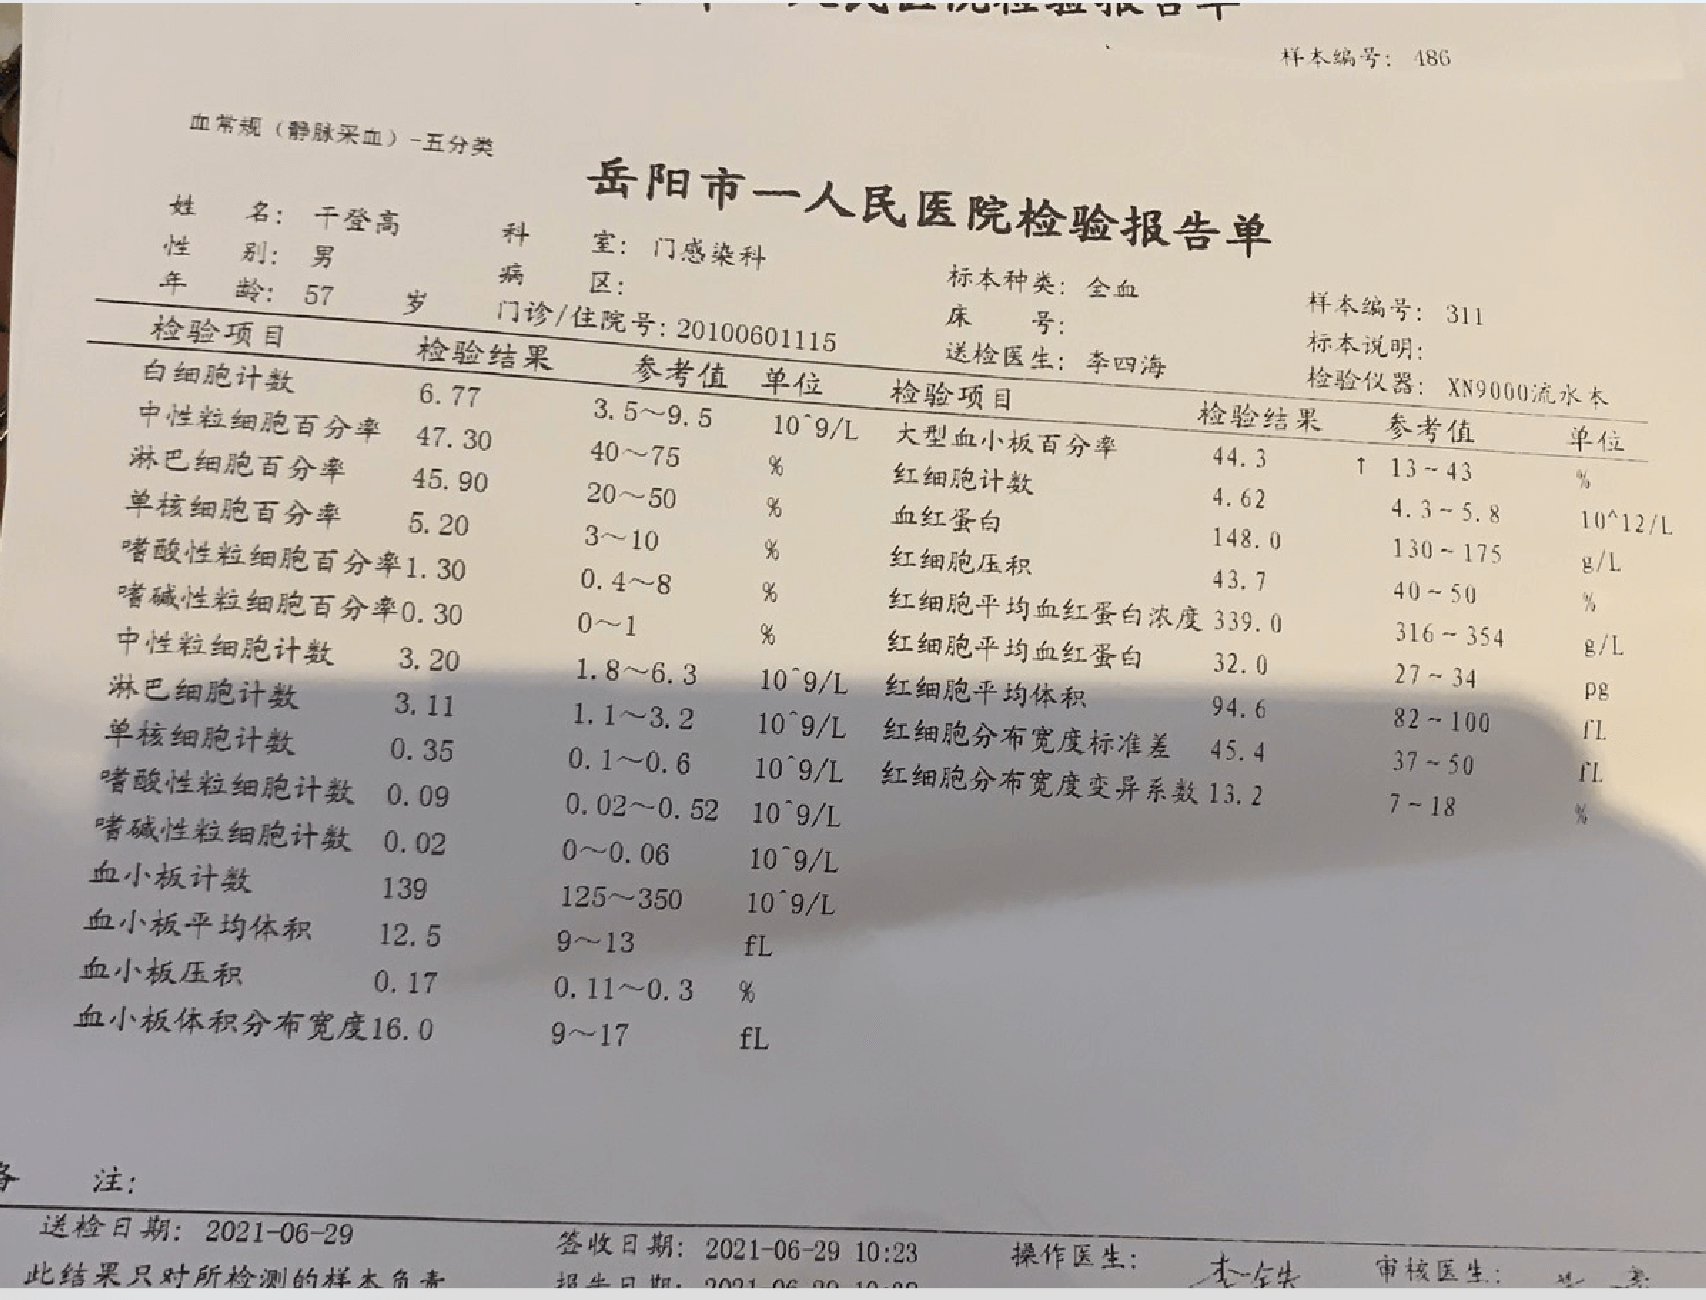 民医院检验报告单
样本编号: 486
血常规（静脉采血）-五分类
岳阳市一人民医院检验报告单
姓 名: 干登高 科 室: 门感染科 标本种类: 全血 样本编号: 311
性 别: 男 病 区: 床 号: 标本说明:
年 龄: 57 岁 门诊/住院号: 20100601115 送检医生: 李四海 检验仪器: XN9000流水本
检验项目 检验结果 参考值 单位 检验项目 检验结果 参考值 单位
白细胞计数 6.77 3.5～9.5 10^9/L 大型血小板百分率 44.3 ↑ 13~43 %
中性粒细胞百分率 47.30 40～75 % 红细胞计数 4.62 4.3~5.8 10^12/L
淋巴细胞百分率 45.90 20～50 % 血红蛋白 148.0 130~175 g/L
单核细胞百分率 5.20 3～10 % 红细胞压积 43.7 40~50 %
嗜酸性粒细胞百分率 1.30 0.4～8 % 红细胞平均血红蛋白浓度 339.0 316~354 g/L
嗜碱性粒细胞百分率 0.30 0～1 % 红细胞平均血红蛋白 32.0 27~34 pg
中性粒细胞计数 3.20 1.8～6.3 10^9/L 红细胞平均体积 94.6 82~100 fL
淋巴细胞计数 3.11 1.1～3.2 10^9/L 红细胞分布宽度标准差 45.4 37~50 fL
单核细胞计数 0.35 0.1～0.6 10^9/L 红细胞分布宽度变异系数 13.2 7~18 %
嗜酸性粒细胞计数 0.09 0.02～0.52 10^9/L
嗜碱性粒细胞计数 0.02 0～0.06 10^9/L
血小板计数 139 125～350 10^9/L
血小板平均体积 12.5 9～13 fL
血小板压积 0.17 0.11～0.3 %
血小板体积分布宽度 16.0 9～17 fL
备 注:
送检日期: 2021-06-29 签收日期: 2021-06-29 10:23 操作医生: 审核医生:
此结果只对所检测的样本负责 报告日期: 2021-06-29